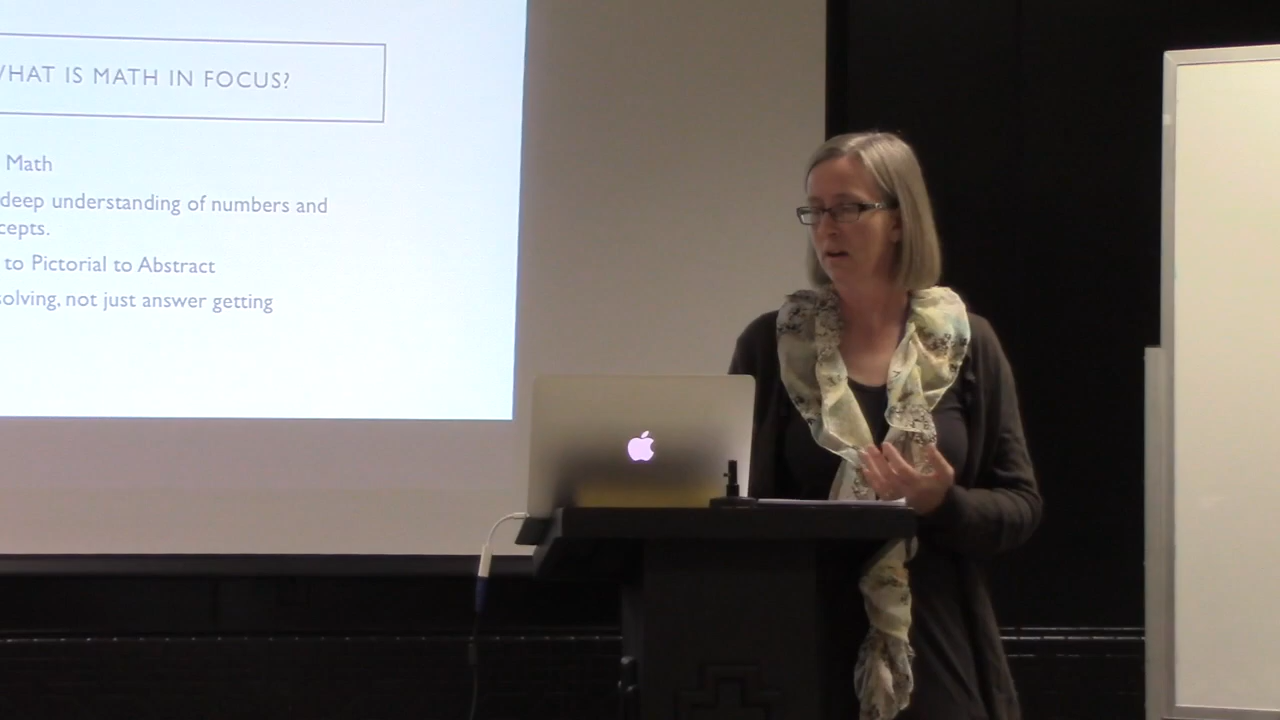 WHAT IS MATH IN FOCUS?
Math
deep understanding of numbers and
cepts.
to Pictorial to Abstract
solving, not just answer getting